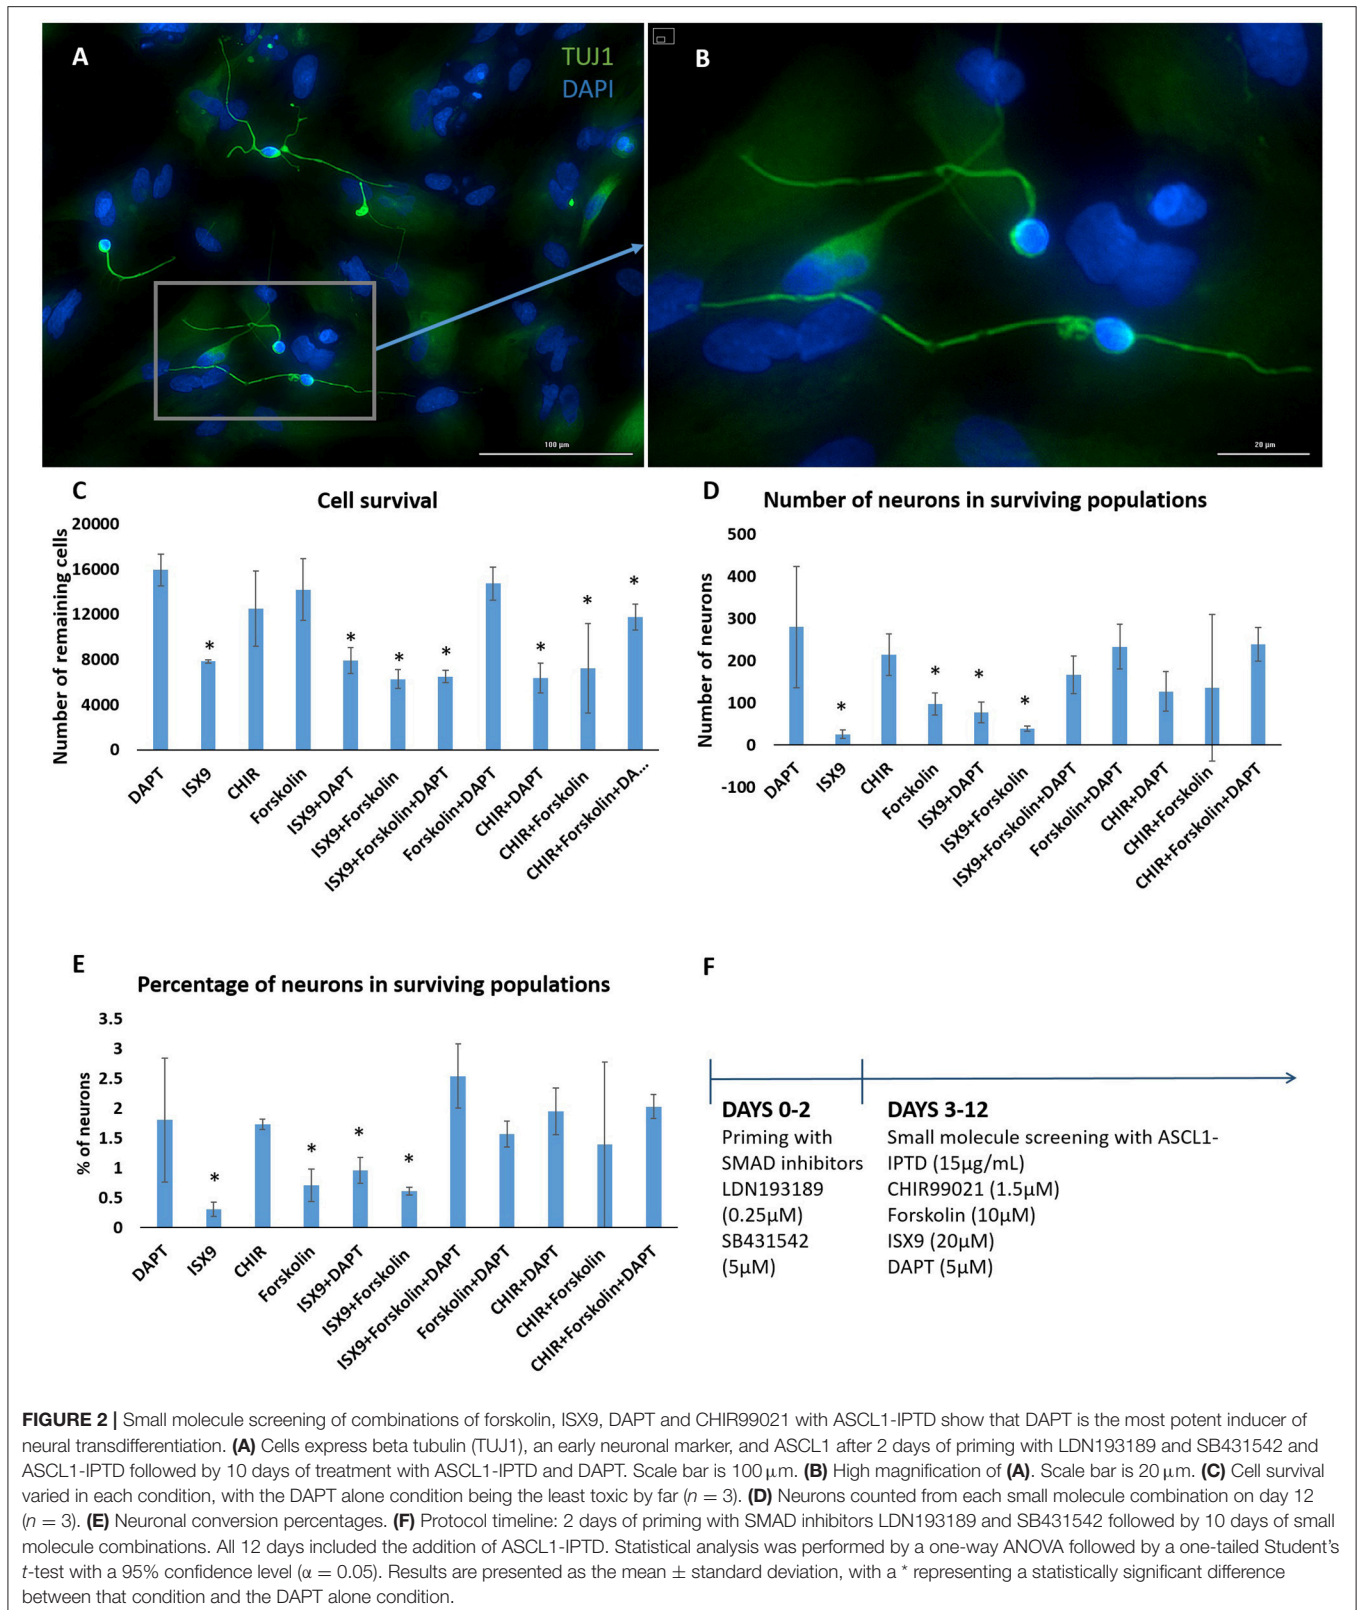 A
TUJ1
DAPI
100 µm
B
20 µm
C
Cell survival
Number of remaining cells
20000
16000
12000
8000
4000
0
*
*
*
*
*
*
*
DAPT
ISX9
CHIR
Forskolin
ISX9+DAPT
ISX9+Forskolin
ISX9+Forskolin+DAPT
Forskolin+DAPT
CHIR+DAPT
CHIR+Forskolin
CHIR+Forskolin+DA...
D
Number of neurons in surviving populations
Number of neurons
500
400
300
200
100
0
-100
*
*
*
*
DAPT
ISX9
CHIR
Forskolin
ISX9+DAPT
ISX9+Forskolin
ISX9+Forskolin+DAPT
Forskolin+DAPT
CHIR+DAPT
CHIR+Forskolin
CHIR+Forskolin+DAPT
E
Percentage of neurons in surviving populations
% of neurons
3.5
3
2.5
2
1.5
1
0.5
0
*
*
*
*
DAPT
ISX9
CHIR
Forskolin
ISX9+DAPT
ISX9+Forskolin
ISX9+Forskolin+DAPT
Forskolin+DAPT
CHIR+DAPT
CHIR+Forskolin
CHIR+Forskolin+DAPT
F
DAYS 0-2
Priming with
SMAD inhibitors
LDN193189
(0.25µM)
SB431542
(5µM)
DAYS 3-12
Small molecule screening with ASCL1-
IPTD (15µg/mL)
CHIR99021 (1.5µM)
Forskolin (10µM)
ISX9 (20µM)
DAPT (5µM)
FIGURE 2 | Small molecule screening of combinations of forskolin, ISX9, DAPT and CHIR99021 with ASCL1-IPTD show that DAPT is the most potent inducer of
neural transdifferentiation. (A) Cells express beta tubulin (TUJ1), an early neuronal marker, and ASCL1 after 2 days of priming with LDN193189 and SB431542 and
ASCL1-IPTD followed by 10 days of treatment with ASCL1-IPTD and DAPT. Scale bar is 100 µm. (B) High magnification of (A). Scale bar is 20 µm. (C) Cell survival
varied in each condition, with the DAPT alone condition being the least toxic by far (n = 3). (D) Neurons counted from each small molecule combination on day 12
(n = 3). (E) Neuronal conversion percentages. (F) Protocol timeline: 2 days of priming with SMAD inhibitors LDN193189 and SB431542 followed by 10 days of small
molecule combinations. All 12 days included the addition of ASCL1-IPTD. Statistical analysis was performed by a one-way ANOVA followed by a one-tailed Student's
t-test with a 95% confidence level (α = 0.05). Results are presented as the mean ± standard deviation, with a * representing a statistically significant difference
between that condition and the DAPT alone condition.